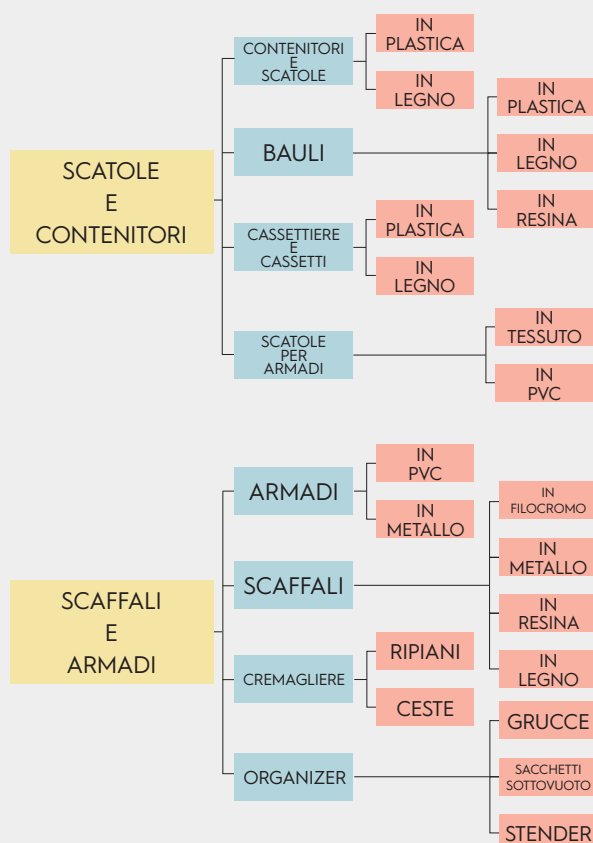 SCATOLE
E
CONTENITORI
CONTENITORI
E
SCATOLE
IN
PLASTICA
IN
LEGNO
BAULI
IN
PLASTICA
IN
LEGNO
IN
RESINA
CASSETTIERE
E
CASSETTI
IN
PLASTICA
IN
LEGNO
SCATOLE
PER
ARMADI
IN
TESSUTO
IN
PVC
SCAFFALI
E
ARMADI
ARMADI
IN
PVC
IN
METALLO
SCAFFALI
IN
FILOCROMO
IN
METALLO
IN
RESINA
IN
LEGNO
CREMAGLIERE
RIPIANI
CESTE
ORGANIZER
GRUCCE
SACCHETTI
SOTTOVUOTO
STENDER